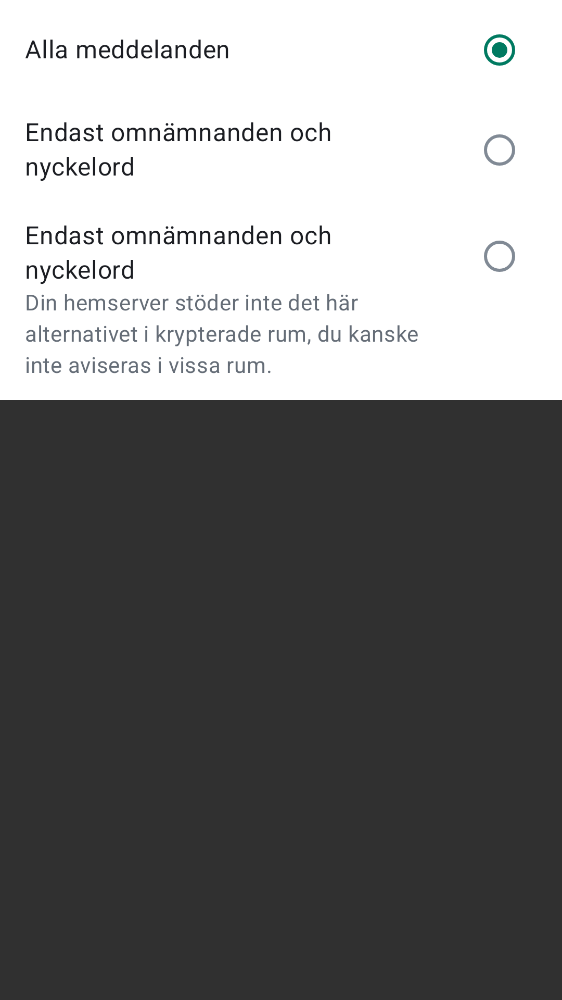 Alla meddelanden
Endast omnämnanden och
nyckelord
Endast omnämnanden och
nyckelord
Din hemserver stöder inte det här
alternativet i krypterade rum, du kanske
inte aviseras i vissa rum.